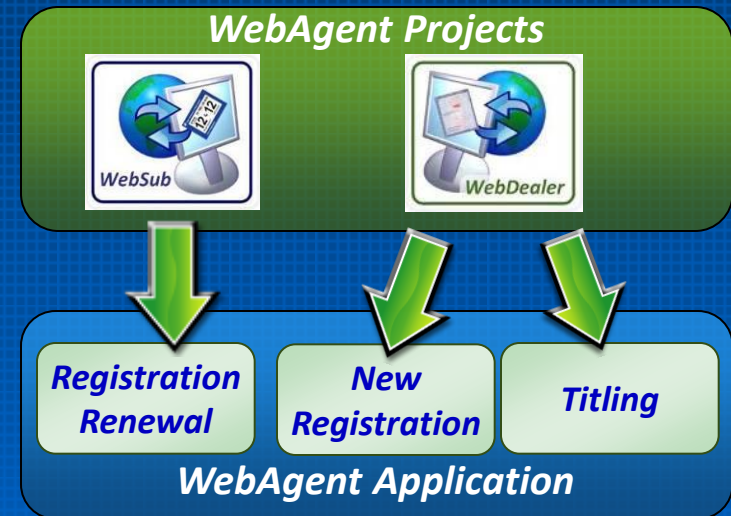 WebAgent Projects
12•12
WebSub
WebDealer
Registration
Renewal
New
Registration
Titling
WebAgent Application